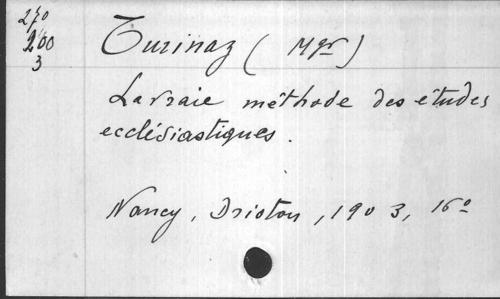 270
200
3
Turinaz (Mgr)
La vraie méthode des études
ecclésiastiques.
Nancy, Drioton, 1903, 16o